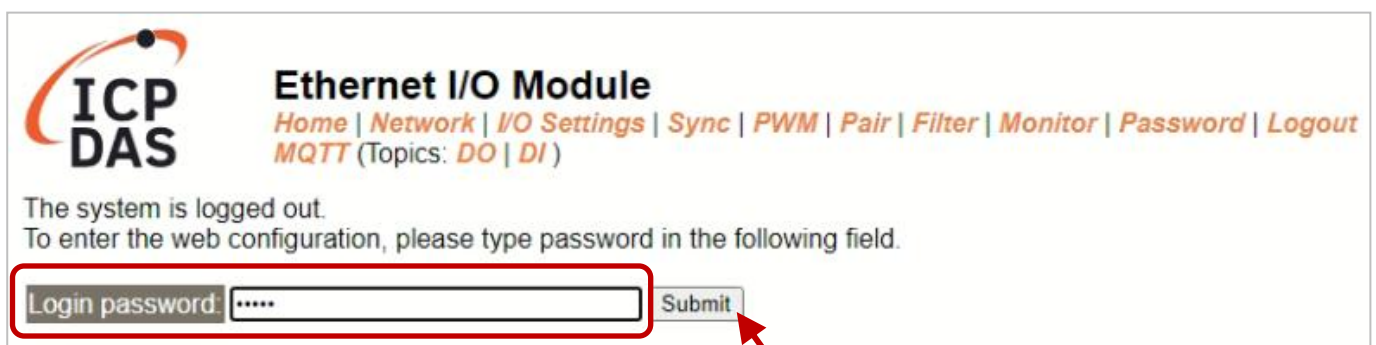 ICP
DAS
Ethernet I/O Module
Home | Network | I/O Settings | Sync | PWM | Pair | Filter | Monitor | Password | Logout
MQTT (Topics: DO | DI )
The system is logged out.
To enter the web configuration, please type password in the following field.
Login password: ••••• Submit